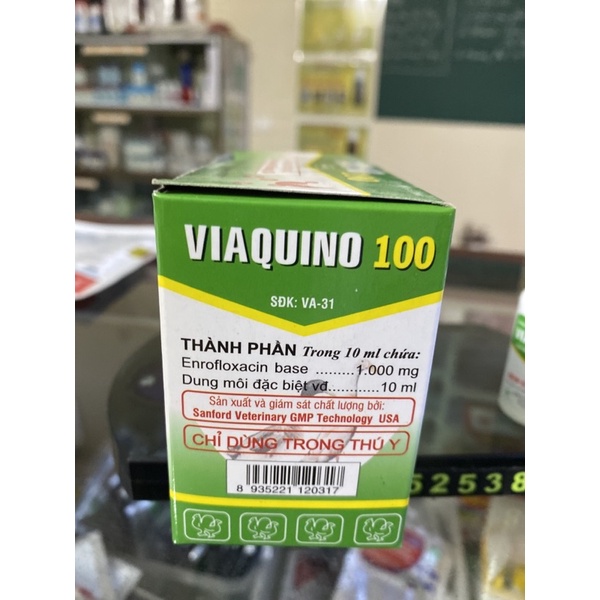 VIAQUINO 100
SĐK: VA-31
THÀNH PHẦN Trong 10 ml chứa:
Enrofloxacin base .........1.000 mg
Dung môi đặc biệt vđ............10 ml
Sản xuất và giám sát chất lượng bởi:
Sanford Veterinary GMP Technology USA
CHỈ DÙNG TRONG THÚ Y
8 935221 120317
52538